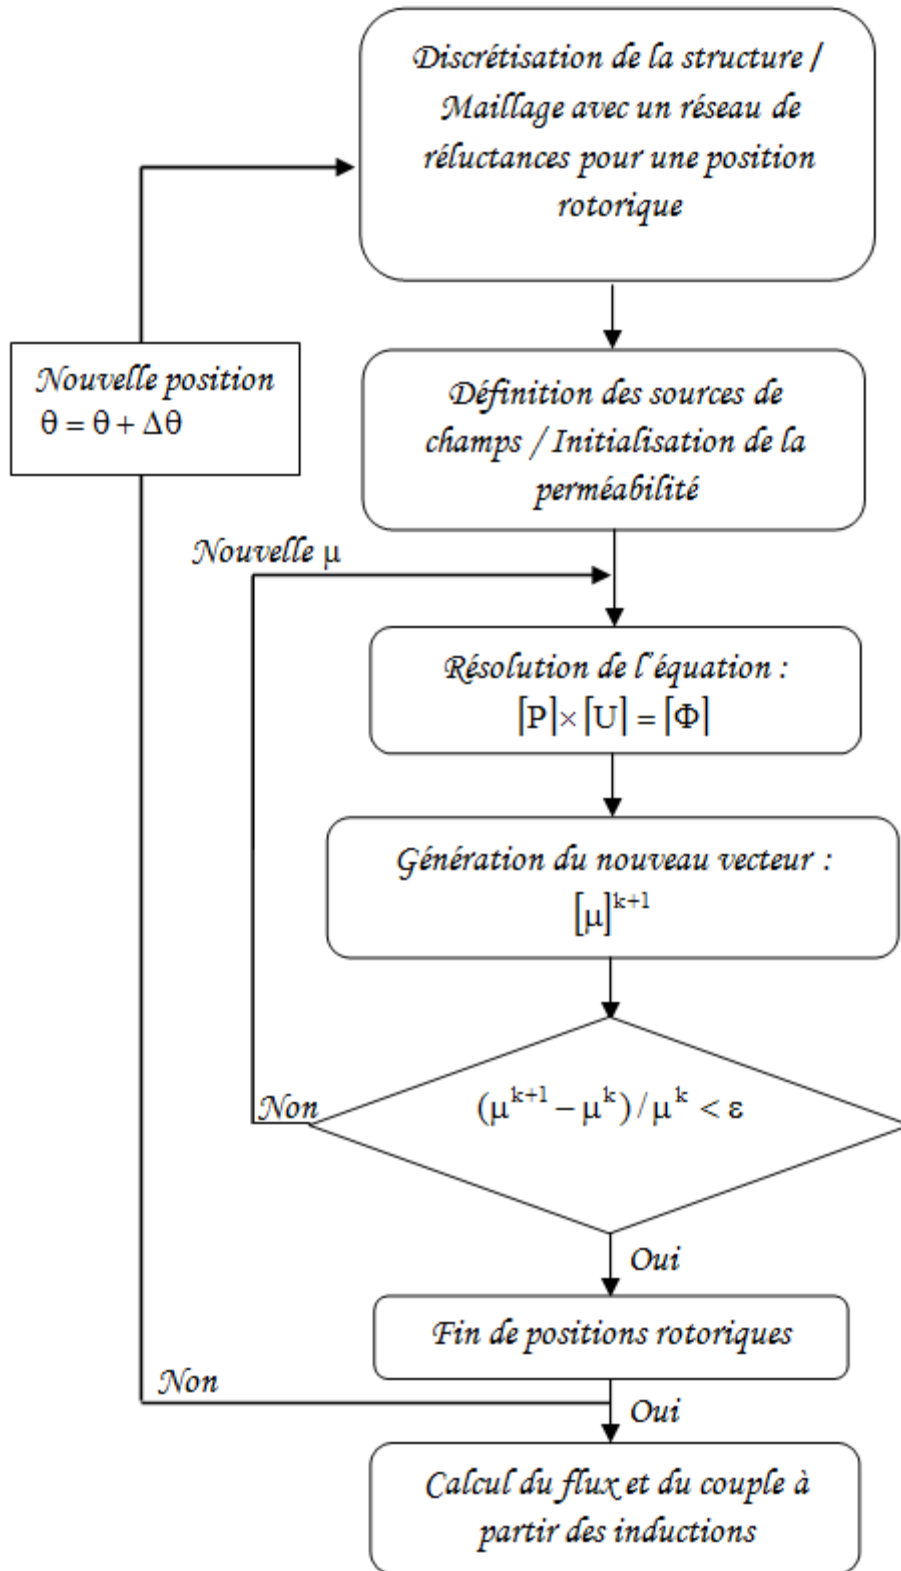 Discrétisation de la structure /
Maillage avec un réseau de
réluctances pour une position
rotorique
Nouvelle position
θ = θ + Δθ
Définition des sources de
champs / Initialisation de la
perméabilité
Nouvelle μ
Résolution de l'équation :
⌈P⌉×⌈U⌉ = ⌈Φ⌉
Génération du nouveau vecteur :
[μ]^{k+1}
(μ^{k+1} − μ^{k}) / μ^{k} < ε
Non
Oui
Fin de positions rotoriques
Non
Oui
Calcul du flux et du couple à
partir des inductions